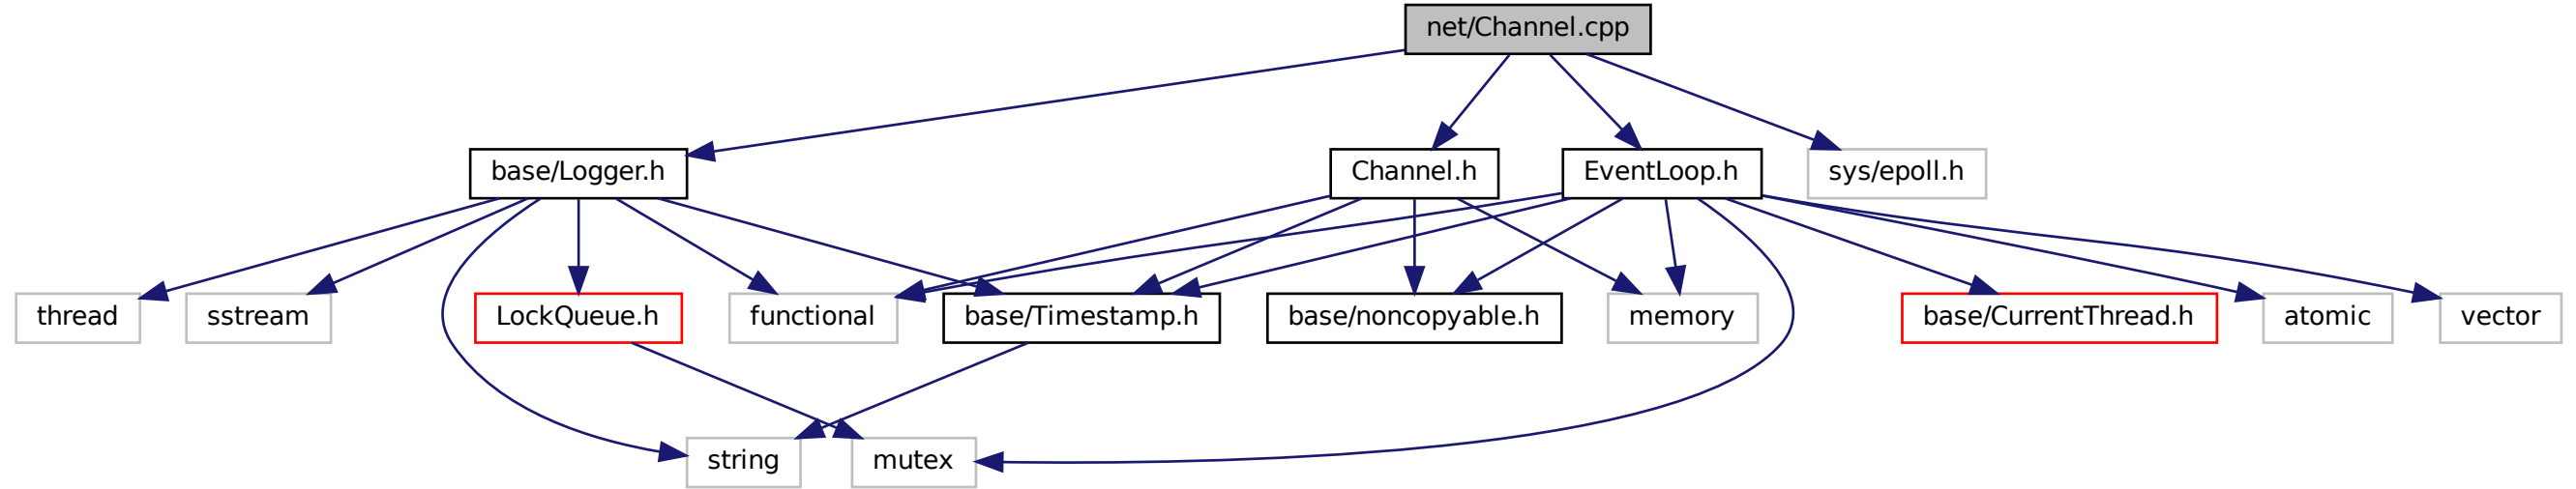 net/Channel.cpp
base/Logger.h
Channel.h
EventLoop.h
sys/epoll.h
thread
sstream
LockQueue.h
functional
base/Timestamp.h
base/noncopyable.h
memory
base/CurrentThread.h
atomic
vector
string
mutex